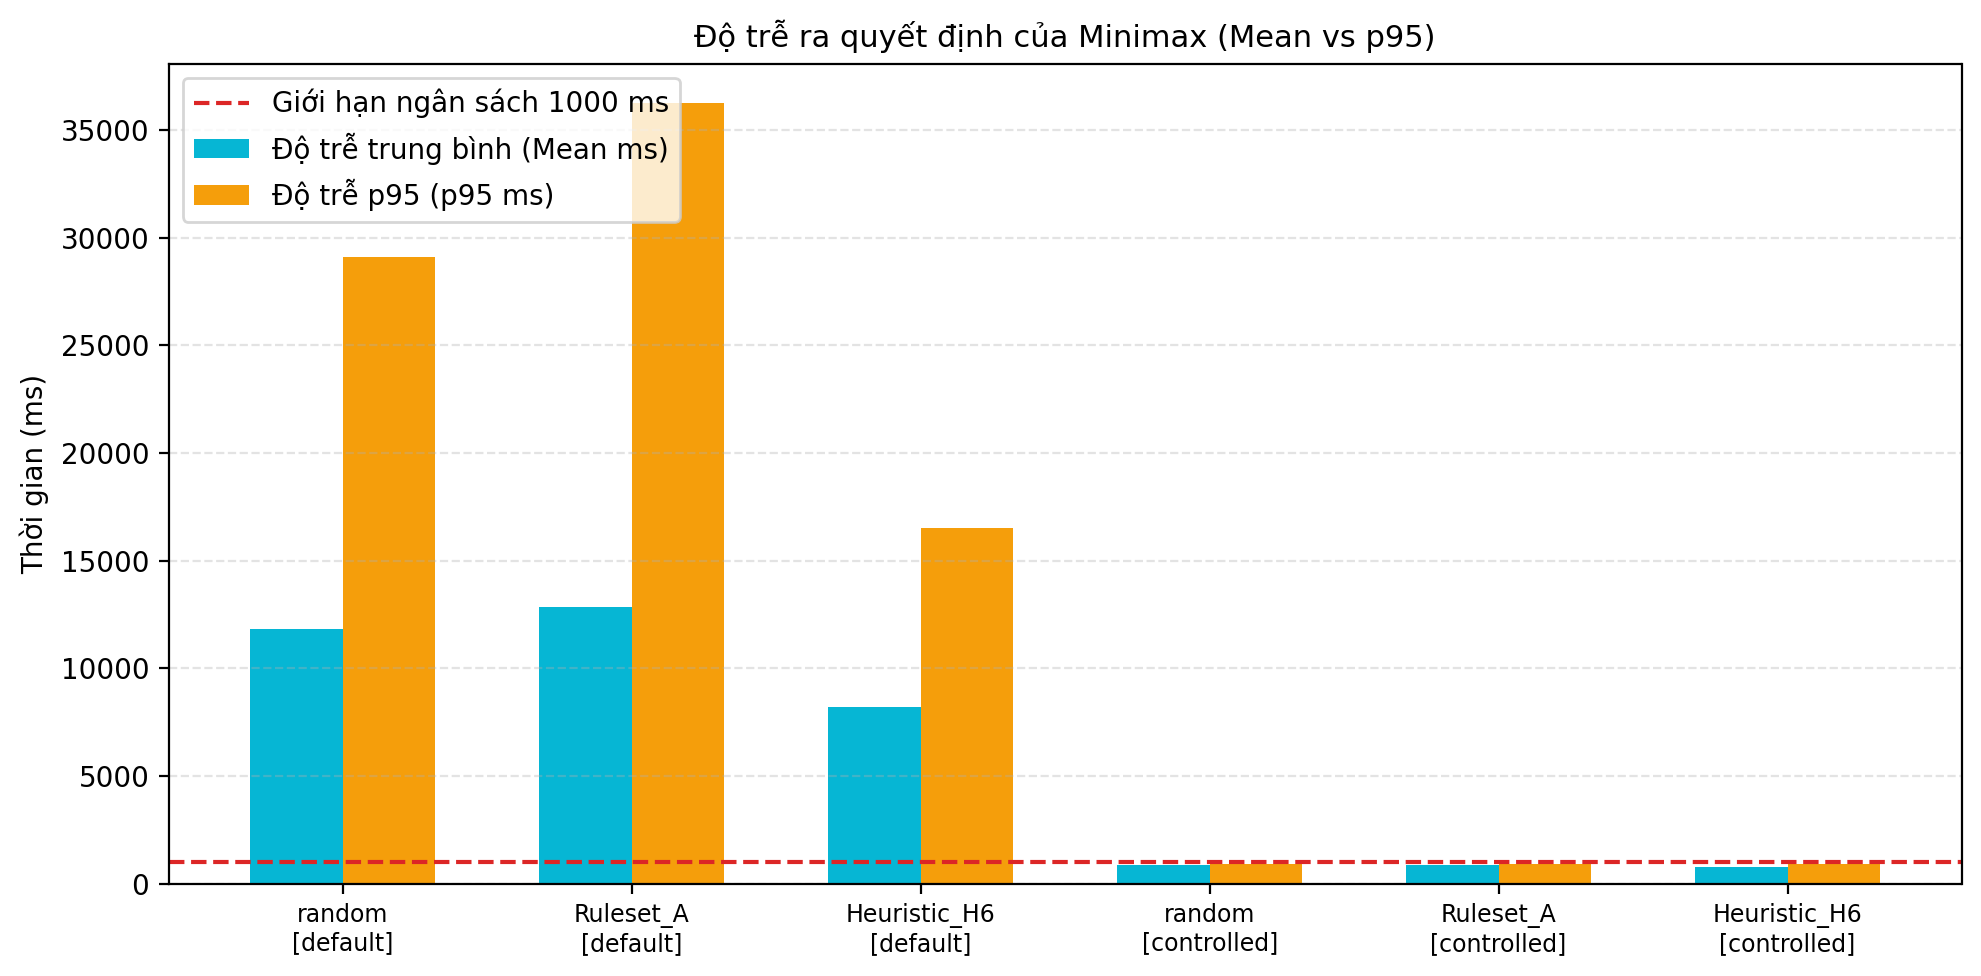 Độ trễ ra quyết định của Minimax (Mean vs p95)
Giới hạn ngân sách 1000 ms
Độ trễ trung bình (Mean ms)
Độ trễ p95 (p95 ms)
Thời gian (ms)
35000
30000
25000
20000
15000
10000
5000
0
random
[default]
Ruleset_A
[default]
Heuristic_H6
[default]
random
[controlled]
Ruleset_A
[controlled]
Heuristic_H6
[controlled]